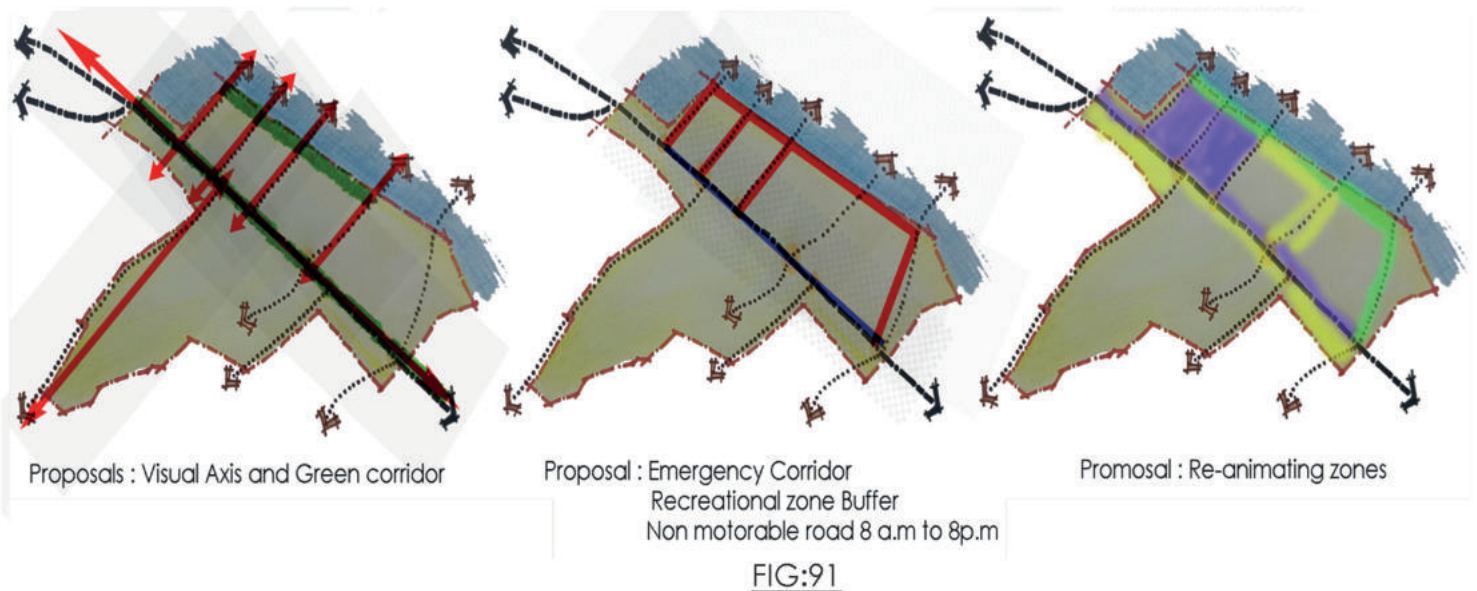 Proposals : Visual Axis and Green corridor
Proposal : Emergency Corridor
Recreational zone Buffer
Non motorable road 8 a.m to 8p.m
Promosal : Re-animating zones
FIG:91